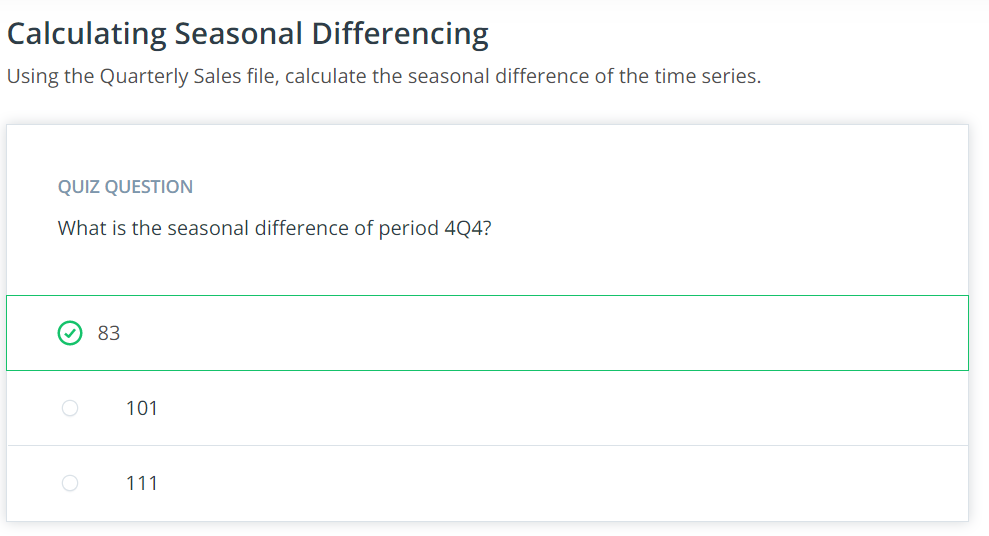 Calculating Seasonal Differencing
Using the Quarterly Sales file, calculate the seasonal difference of the time series.
QUIZ QUESTION
What is the seasonal difference of period 4Q4?
83
101
111